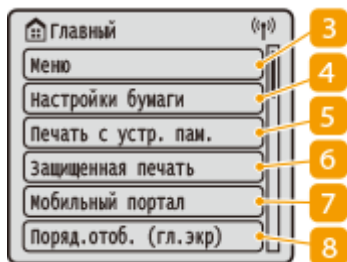 Главный
3
Меню
4
Настройки бумаги
5
Печать с устр. пам.
6
Защищенная печать
7
Мобильный портал
8
Поряд.отоб. (гл.экр)